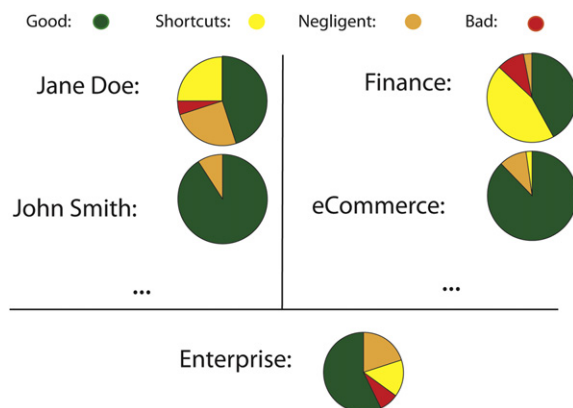 Good: Shortcuts: Negligent: Bad:
Jane Doe: Finance:
John Smith: eCommerce:
... ...
Enterprise: